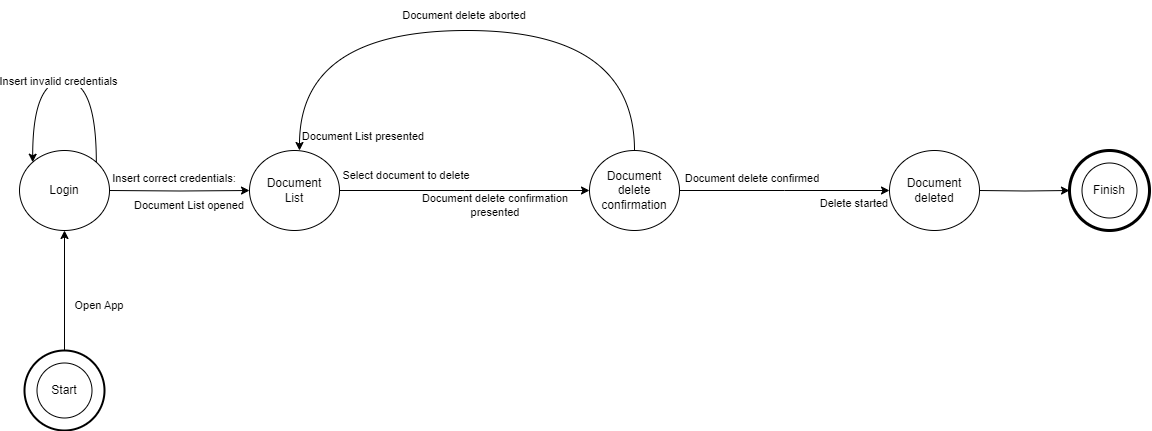 Document delete aborted
Insert invalid credentials
Document List presented
Login
Insert correct credentials:
Document List opened
Document
List
Select document to delete
Document delete confirmation
presented
Document
delete
confirmation
Document delete confirmed
Delete started
Document
deleted
Finish
Open App
Start